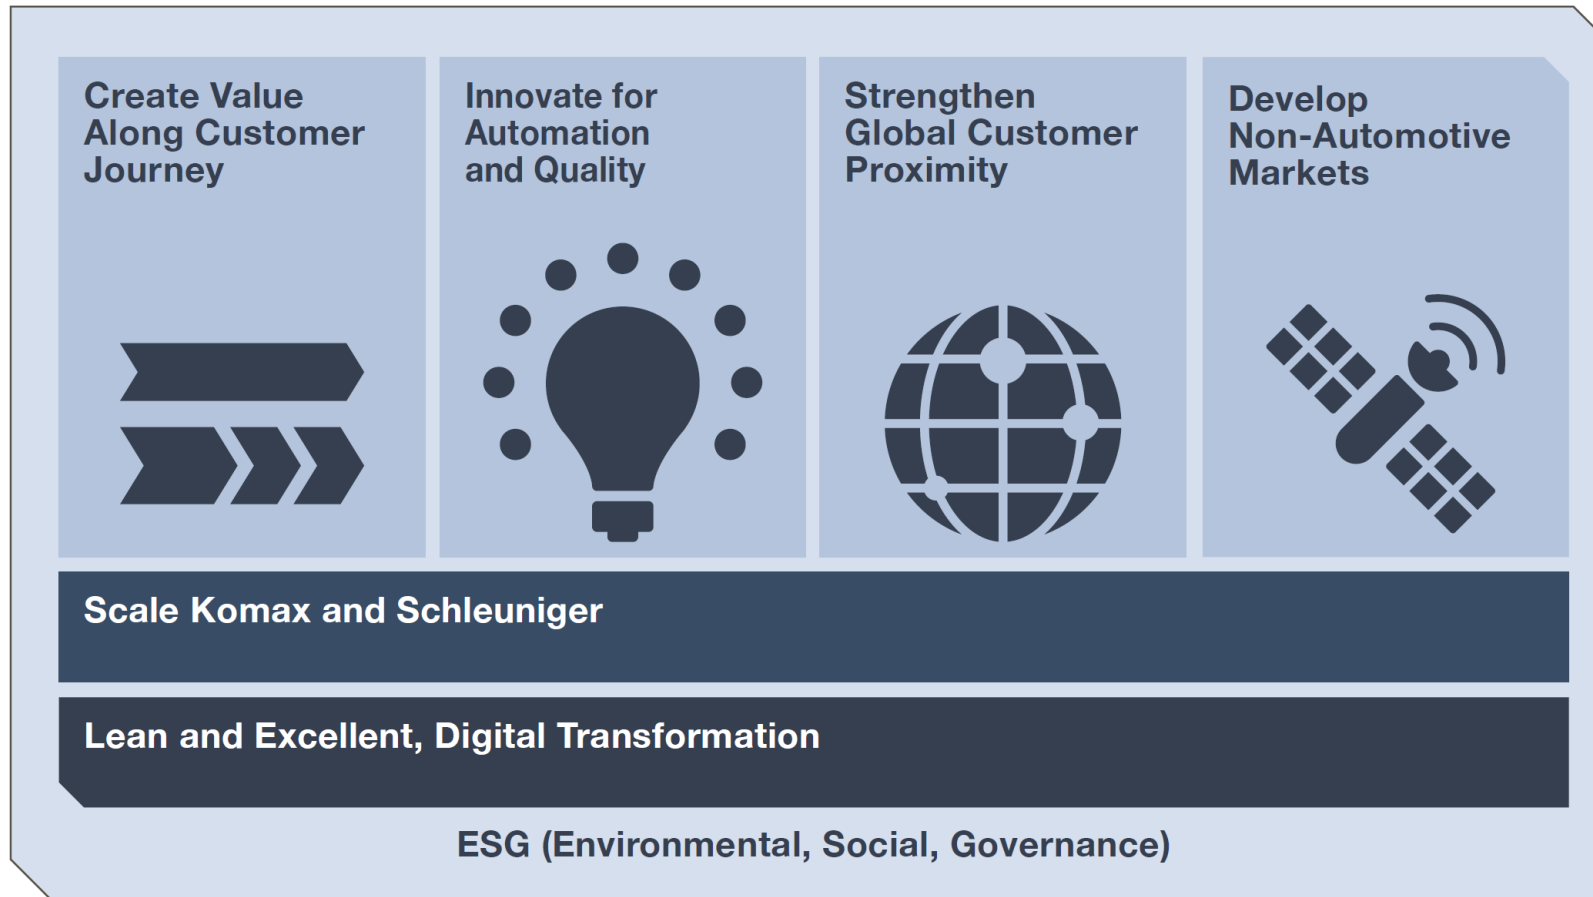 Create Value
Along Customer
Journey
Innovate for
Automation
and Quality
Strengthen
Global Customer
Proximity
Develop
Non-Automotive
Markets
Scale Komax and Schleuniger
Lean and Excellent, Digital Transformation
ESG (Environmental, Social, Governance)